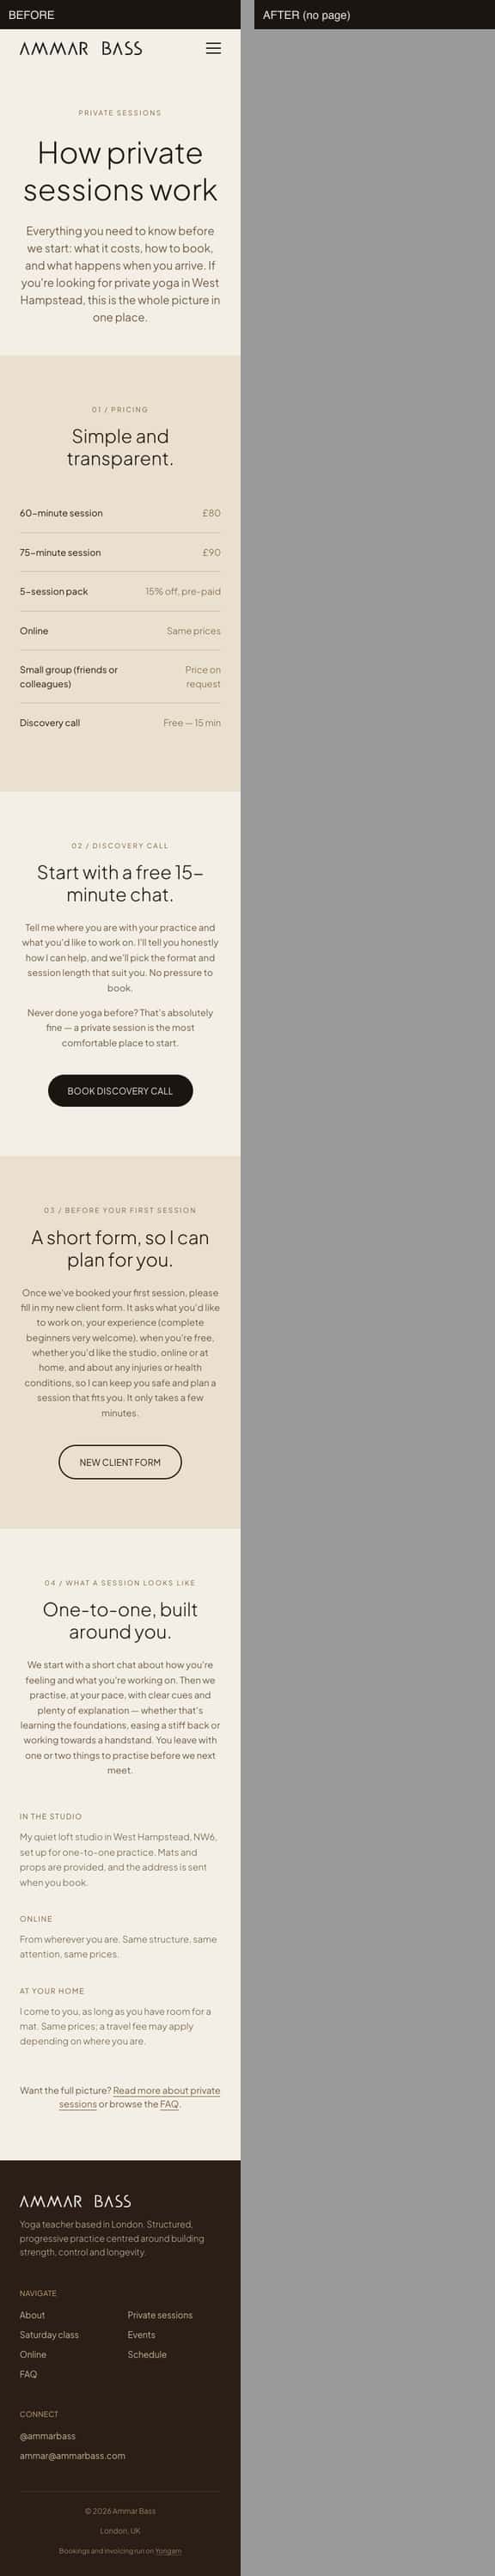 BEFORE
AFTER (no page)
AMMAR BASS
PRIVATE SESSIONS
How private
sessions work
Everything you need to know before
we start: what it costs, how to book,
and what happens when you arrive. If
you're looking for private yoga in West
Hampstead, this is the whole picture in
one place.
01 / PRICING
Simple and
transparent.
60-minute session £80
75-minute session £90
5-session pack 15% off, pre-paid
Online Same prices
Small group (friends or Price on
colleagues) request
Discovery call Free — 15 min
02 / DISCOVERY CALL
Start with a free 15-
minute chat.
Tell me where you are with your practice and
what you'd like to work on. I'll tell you honestly
how I can help, and we'll pick the format and
session length that suit you. No pressure to
book.
Never done yoga before? That's absolutely
fine — a private session is the most
comfortable place to start.
BOOK DISCOVERY CALL
03 / BEFORE YOUR FIRST SESSION
A short form, so I can
plan for you.
Once we've booked your first session, please
fill in my new client form. It asks what you'd like
to work on, your experience (complete
beginners very welcome), when you're free,
whether you'd like the studio, online or at
home, and about any injuries or health
conditions, so I can keep you safe and plan a
session that fits you. It only takes a few
minutes.
NEW CLIENT FORM
04 / WHAT A SESSION LOOKS LIKE
One-to-one, built
around you.
We start with a short chat about how you're
feeling and what you're working on. Then we
practise, at your pace, with clear cues and
plenty of explanation — whether that's
learning the foundations, easing a stiff back or
working towards a handstand. You leave with
one or two things to practise before we next
meet.
IN THE STUDIO
My quiet loft studio in West Hampstead, NW6,
set up for one-to-one practice. Mats and
props are provided, and the address is sent
when you book.
ONLINE
From wherever you are. Same structure, same
attention, same prices.
AT YOUR HOME
I come to you, as long as you have room for a
mat. Same prices; a travel fee may apply
depending on where you are.
Want the full picture? Read more about private
sessions or browse the FAQ.
AMMAR BASS
Yoga teacher based in London. Structured,
progressive practice centred around building
strength, control and longevity.
NAVIGATE
About Private sessions
Saturday class Events
Online Schedule
FAQ
CONNECT
@ammarbass
ammar@ammarbass.com
© 2026 Ammar Bass
London, UK
Bookings and invoicing run on Yongam